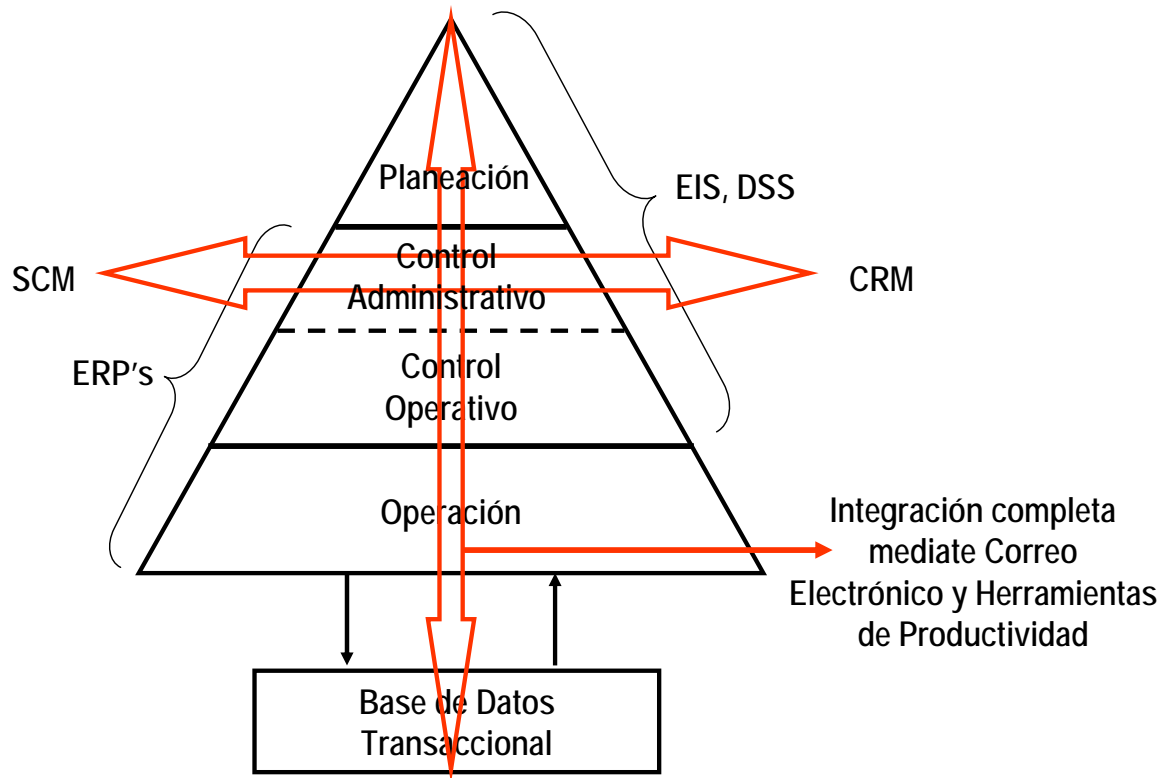 Planeación
EIS, DSS
SCM
Control
Administrativo
CRM
ERP's
Control
Operativo
Operación
Integración completa
mediate Correo
Electrónico y Herramientas
de Productividad
Base de Datos
Transaccional